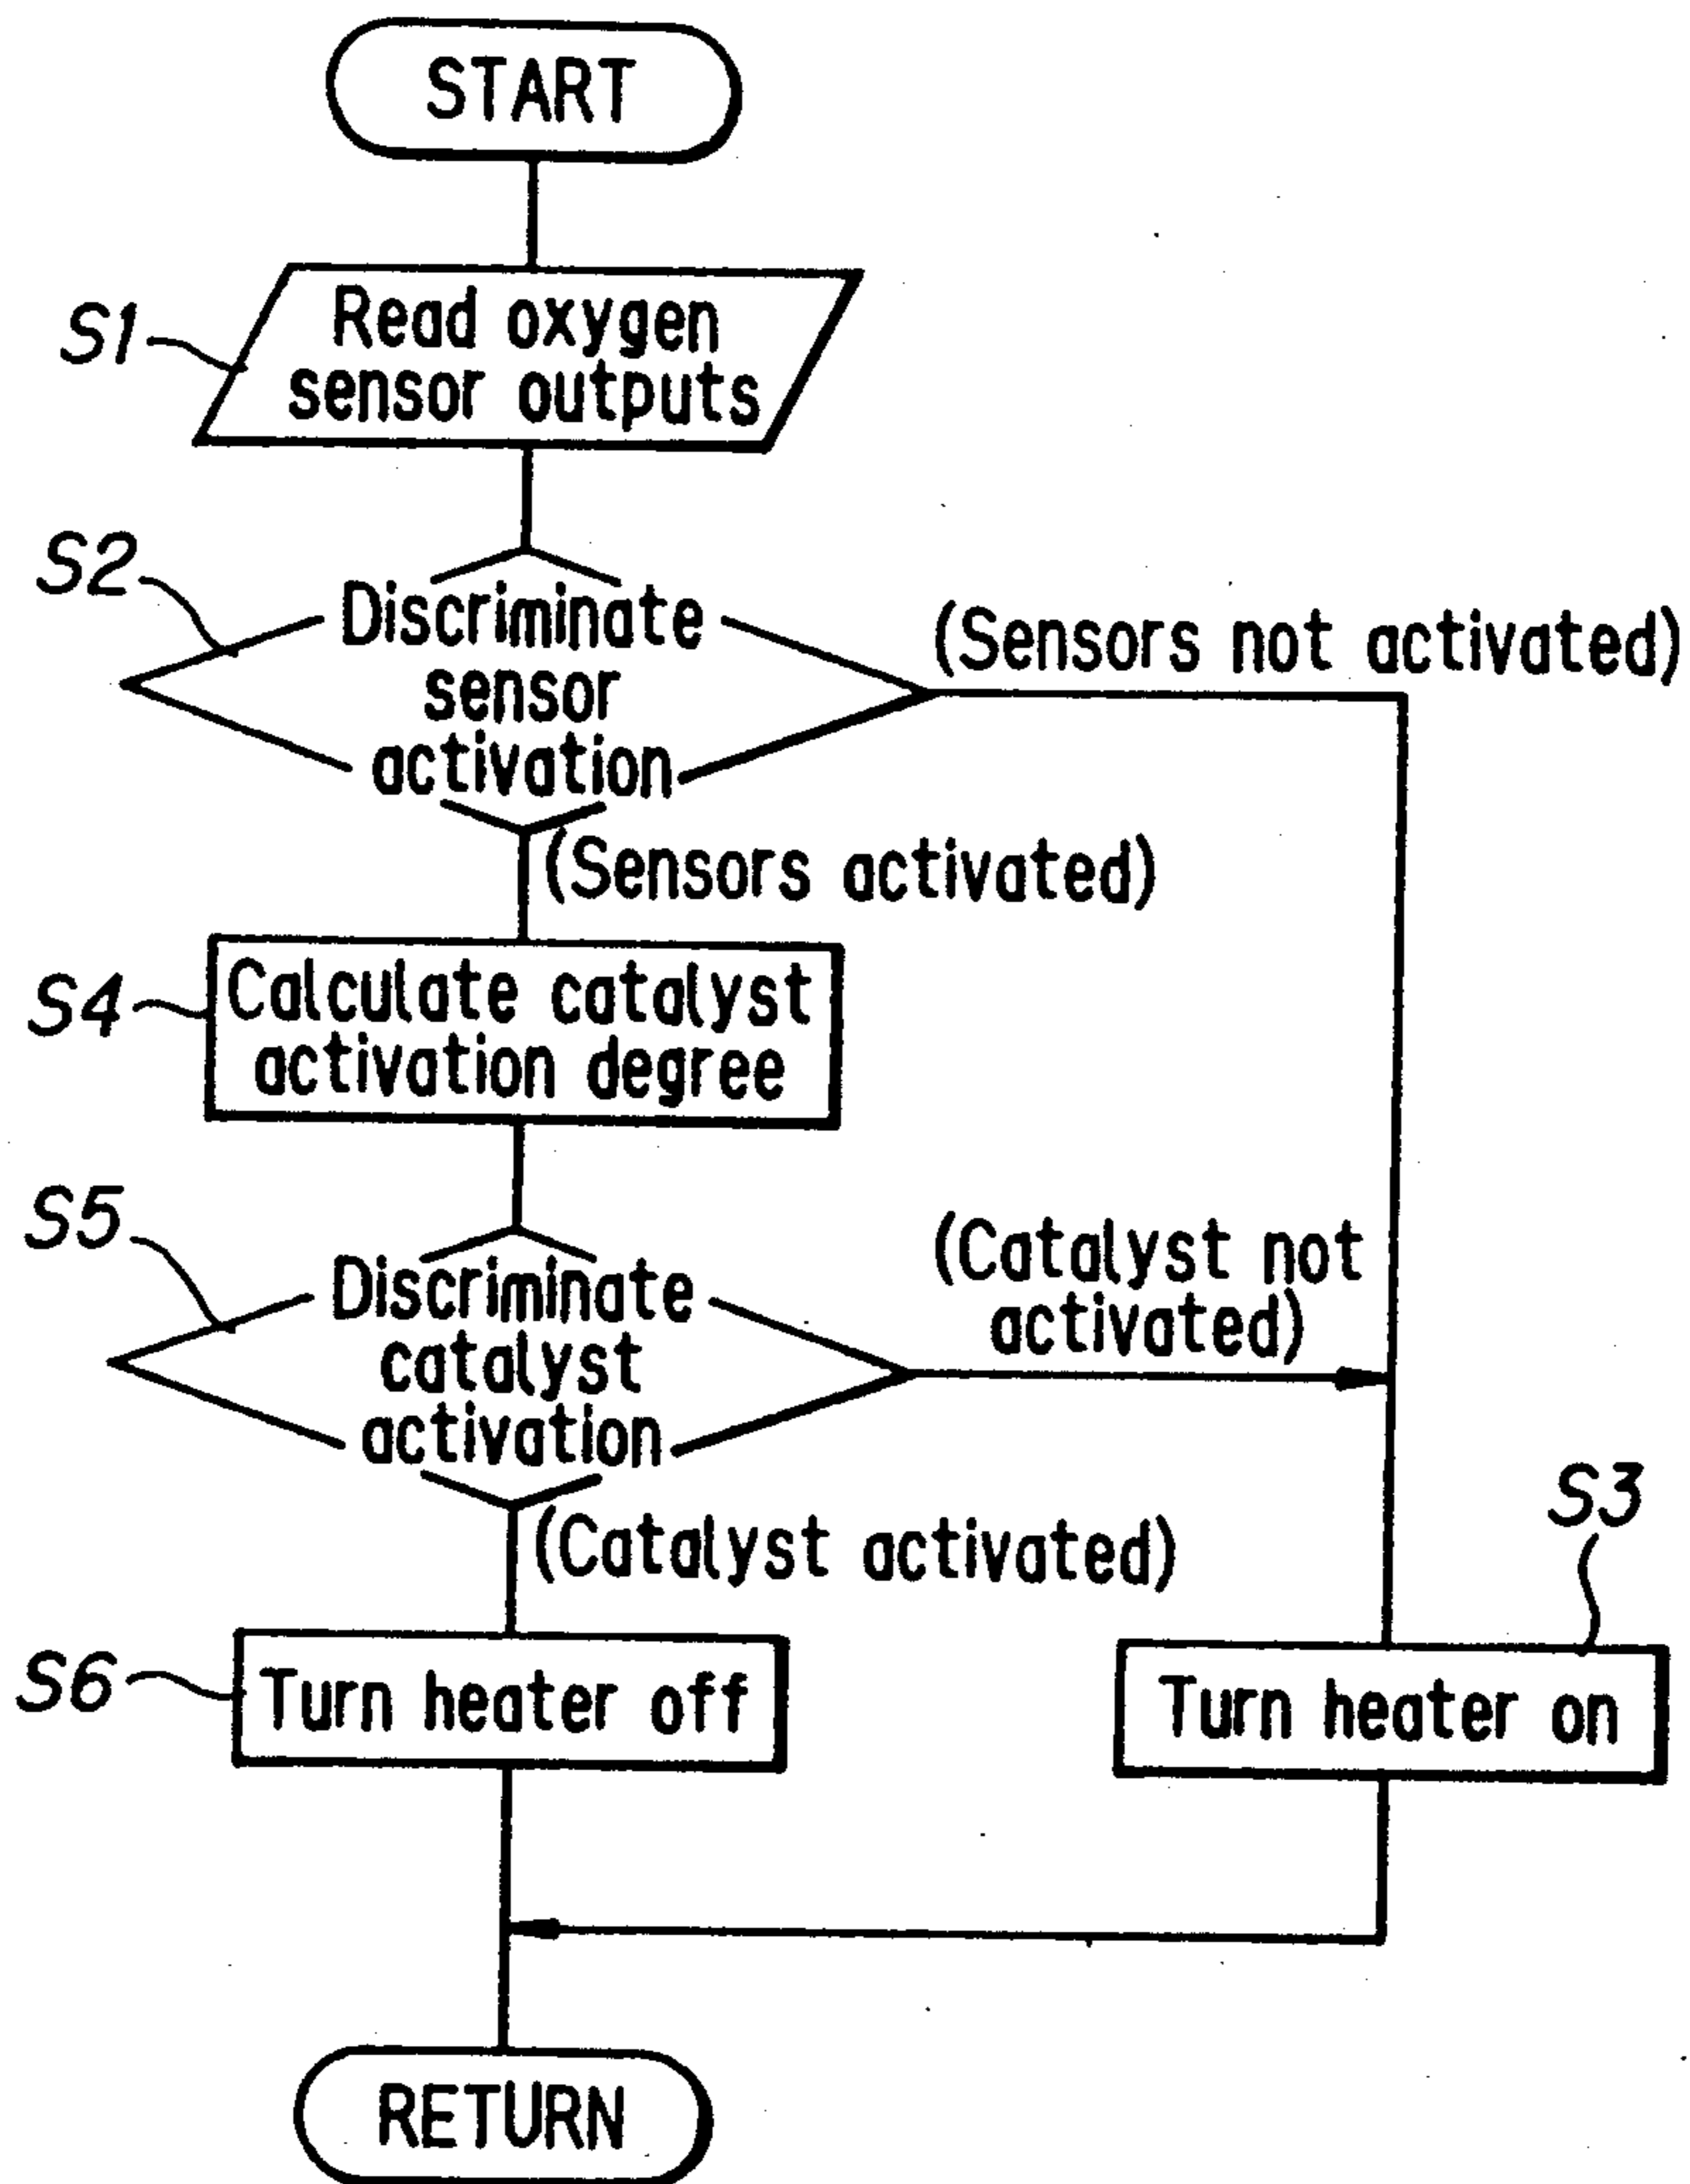 START
S1
Read oxygen
sensor outputs
S2
Discriminate
sensor
activation
(Sensors not activated)
(Sensors activated)
S4
Calculate catalyst
activation degree
S5
Discriminate
catalyst
activation
(Catalyst not
activated)
(Catalyst activated)
S3
S6
Turn heater off
Turn heater on
RETURN